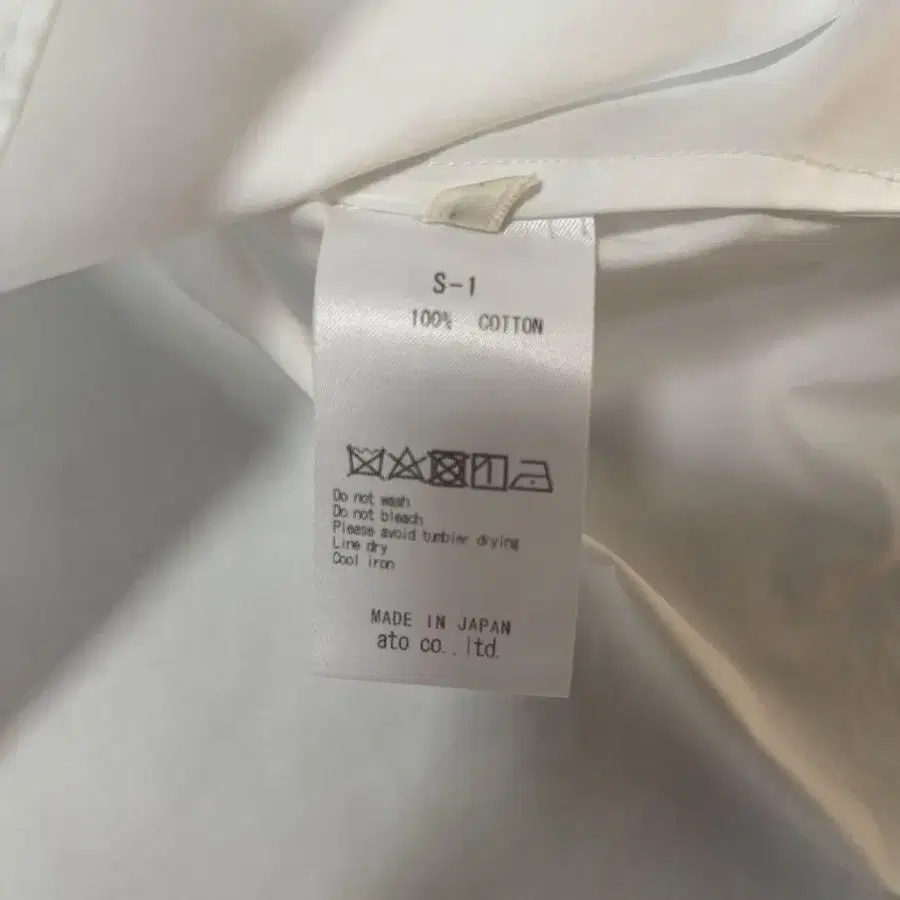 S-1
100% COTTON
Do not wash
Do not bleach
Please avoid tumbler drying
Line dry
Cool iron
MADE IN JAPAN
ato co.,ltd.